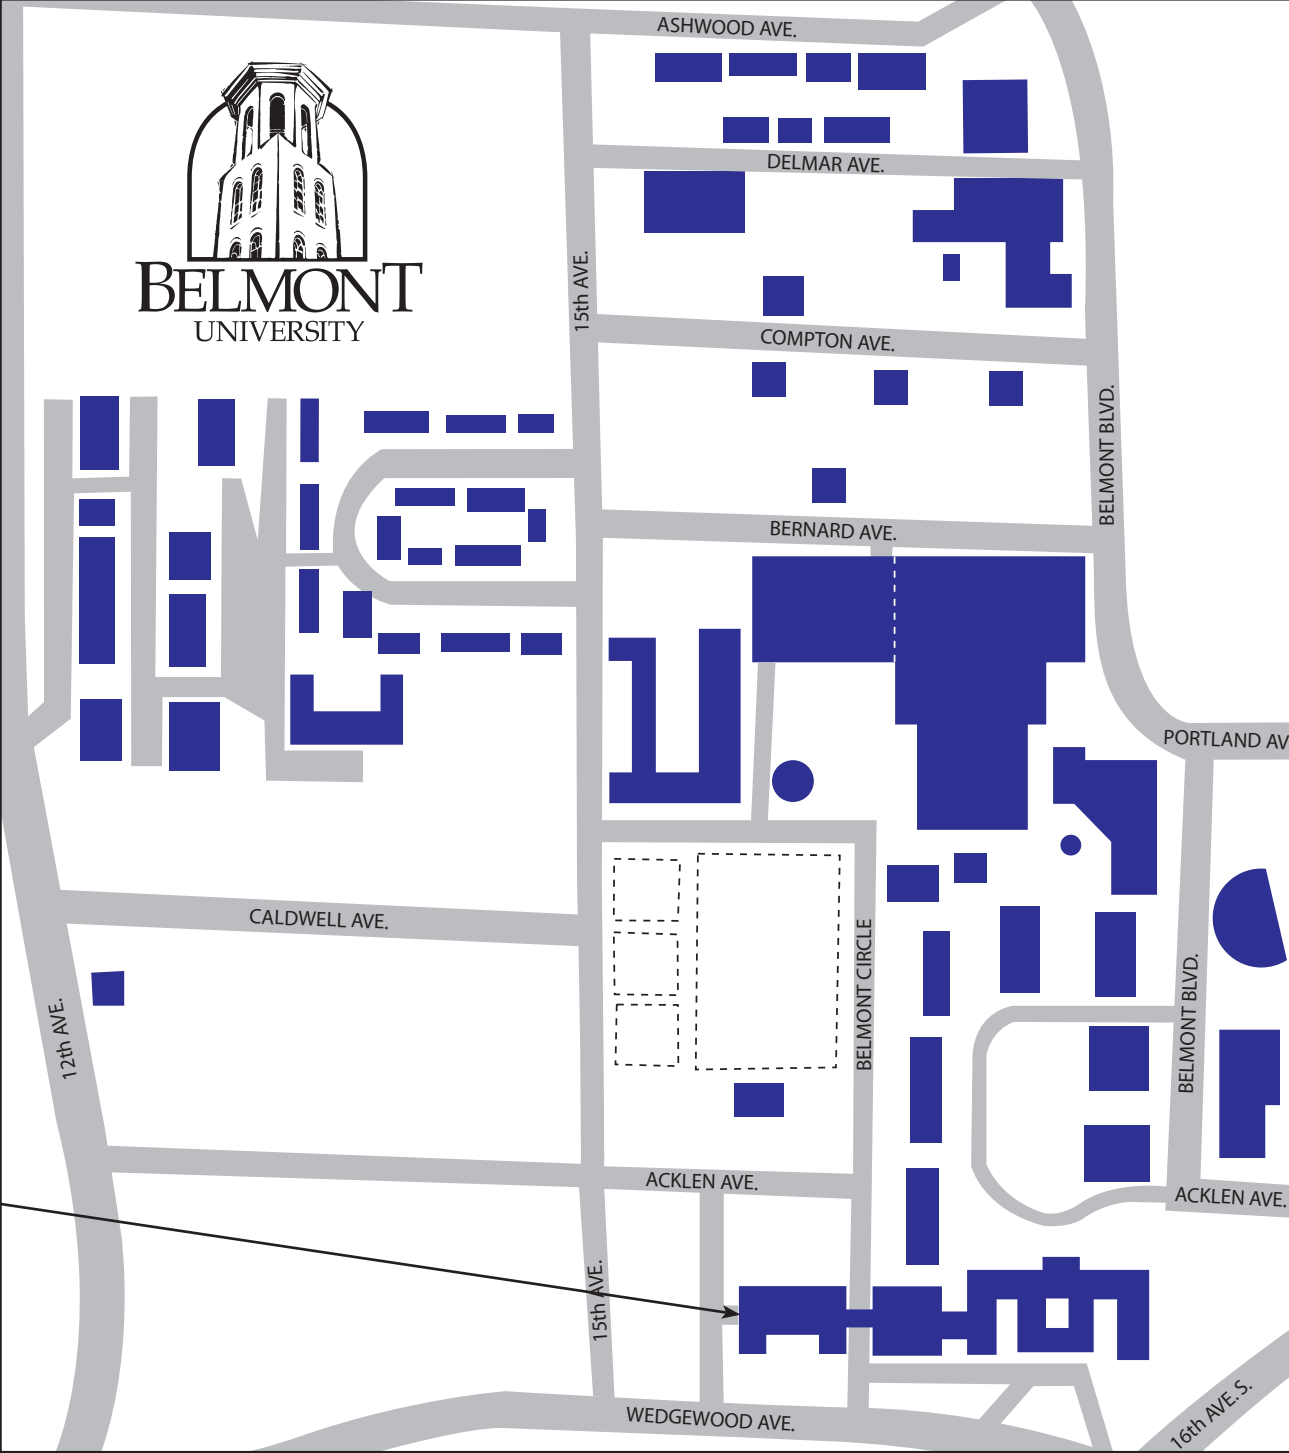 ASHWOOD AVE.
DELMAR AVE.
BELMONT
UNIVERSITY
15th AVE.
COMPTON AVE.
BELMONT BLVD.
BERNARD AVE.
PORTLAND AV
CALDWELL AVE.
BELMONT CIRCLE
BELMONT BLVD.
12th AVE.
ACKLEN AVE.
ACKLEN AVE.
15th AVE.
WEDGEWOOD AVE.
16th AVE. S.